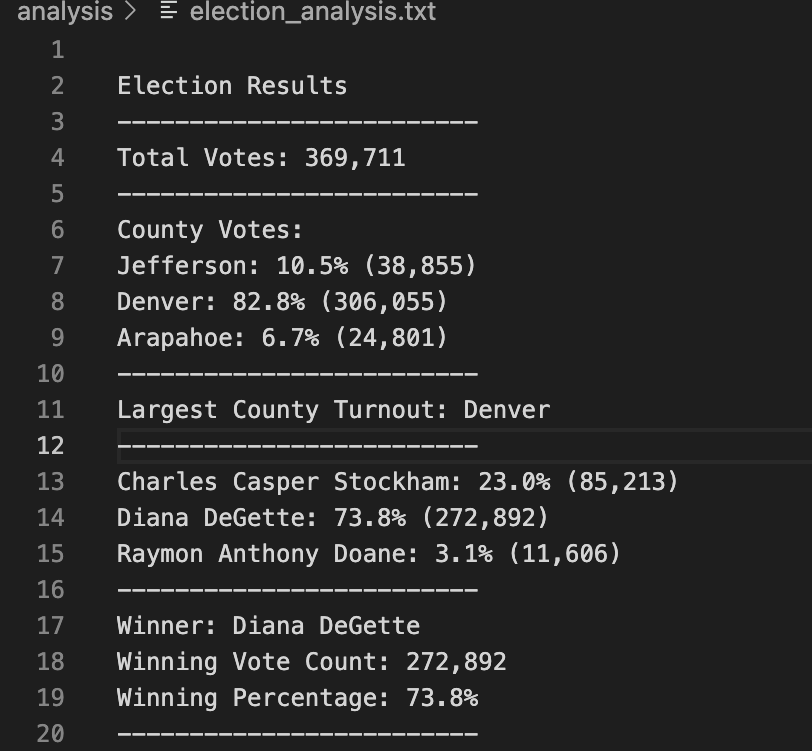 analysis > election_analysis.txt
1
2 Election Results
3 -------------------------
4 Total Votes: 369,711
5 -------------------------
6 County Votes:
7 Jefferson: 10.5% (38,855)
8 Denver: 82.8% (306,055)
9 Arapahoe: 6.7% (24,801)
10 -------------------------
11 Largest County Turnout: Denver
12 -------------------------
13 Charles Casper Stockham: 23.0% (85,213)
14 Diana DeGette: 73.8% (272,892)
15 Raymon Anthony Doane: 3.1% (11,606)
16 -------------------------
17 Winner: Diana DeGette
18 Winning Vote Count: 272,892
19 Winning Percentage: 73.8%
20 -------------------------